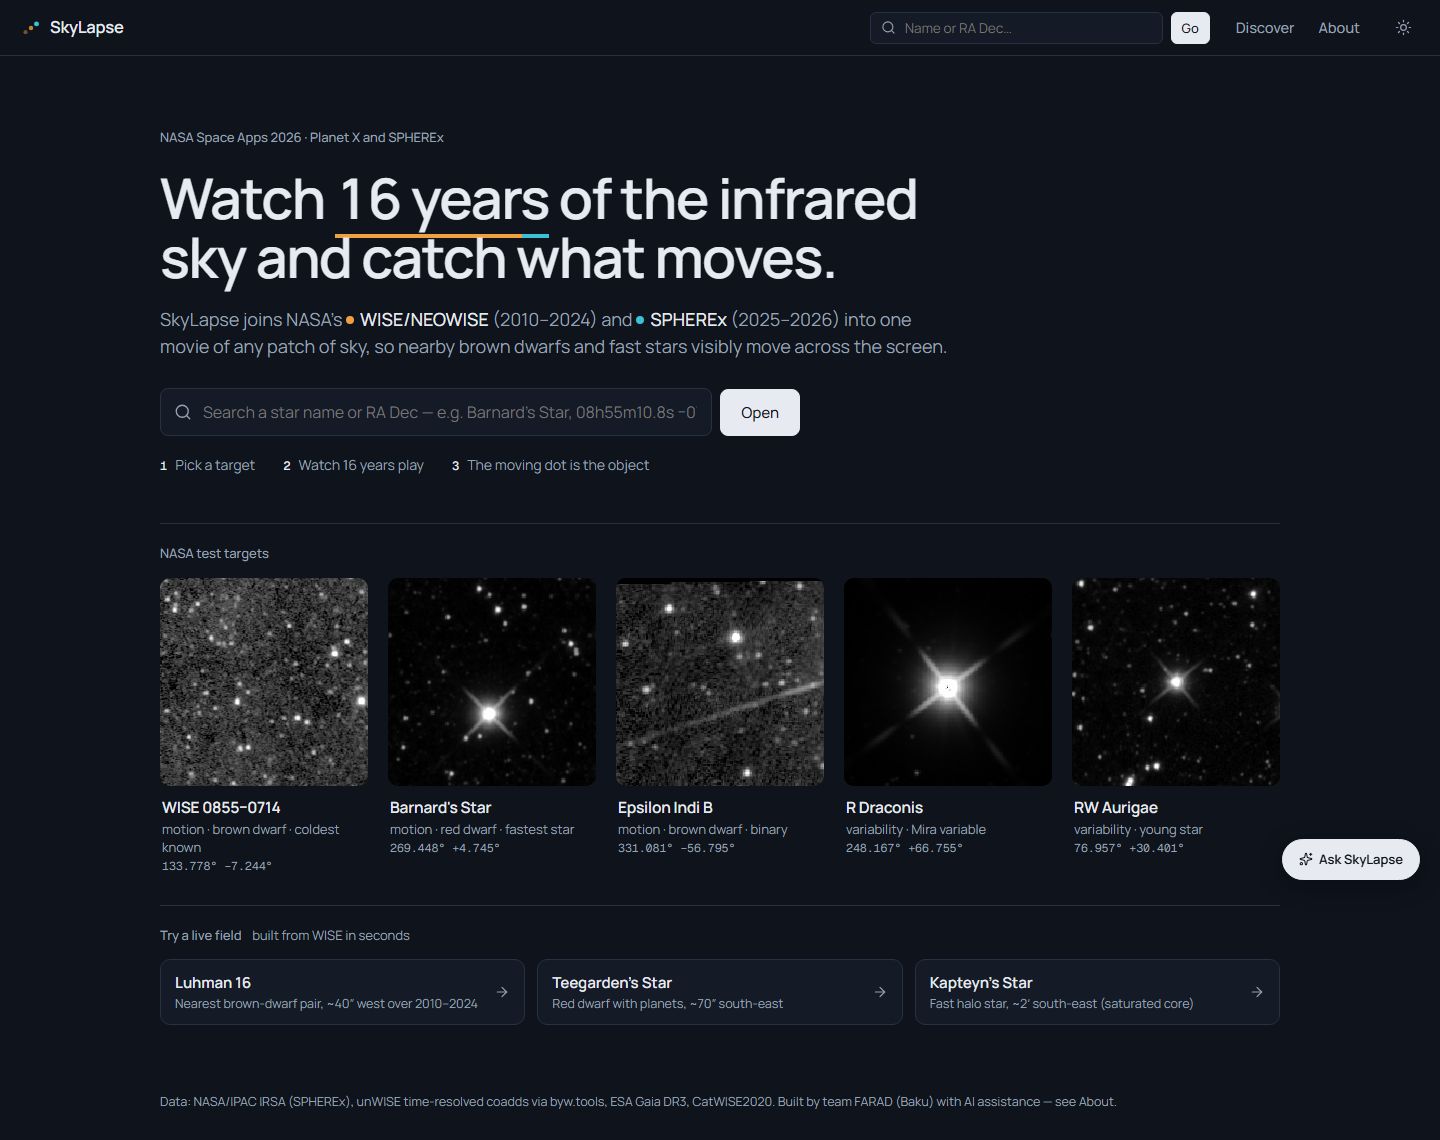 SkyLapse
Name or RA Dec...
Go
Discover
About
NASA Space Apps 2026 · Planet X and SPHEREx
Watch 16 years of the infrared
sky and catch what moves.
SkyLapse joins NASA's WISE/NEOWISE (2010–2024) and SPHEREx (2025–2026) into one
movie of any patch of sky, so nearby brown dwarfs and fast stars visibly move across the screen.
Search a star name or RA Dec — e.g. Barnard's Star, 08h55m10.8s −0
Open
1 Pick a target
2 Watch 16 years play
3 The moving dot is the object
NASA test targets
WISE 0855−0714
motion · brown dwarf · coldest
known
133.778° −7.244°
Barnard's Star
motion · red dwarf · fastest star
269.448° +4.745°
Epsilon Indi B
motion · brown dwarf · binary
331.081° −56.795°
R Draconis
variability · Mira variable
248.167° +66.755°
RW Aurigae
variability · young star
76.957° +30.401°
Ask SkyLapse
Try a live field built from WISE in seconds
Luhman 16
Nearest brown-dwarf pair, ~40″ west over 2010–2024
Teegarden's Star
Red dwarf with planets, ~70″ south-east
Kapteyn's Star
Fast halo star, ~2′ south-east (saturated core)
Data: NASA/IPAC IRSA (SPHEREx), unWISE time-resolved coadds via byw.tools, ESA Gaia DR3, CatWISE2020. Built by team FARAD (Baku) with AI assistance — see About.